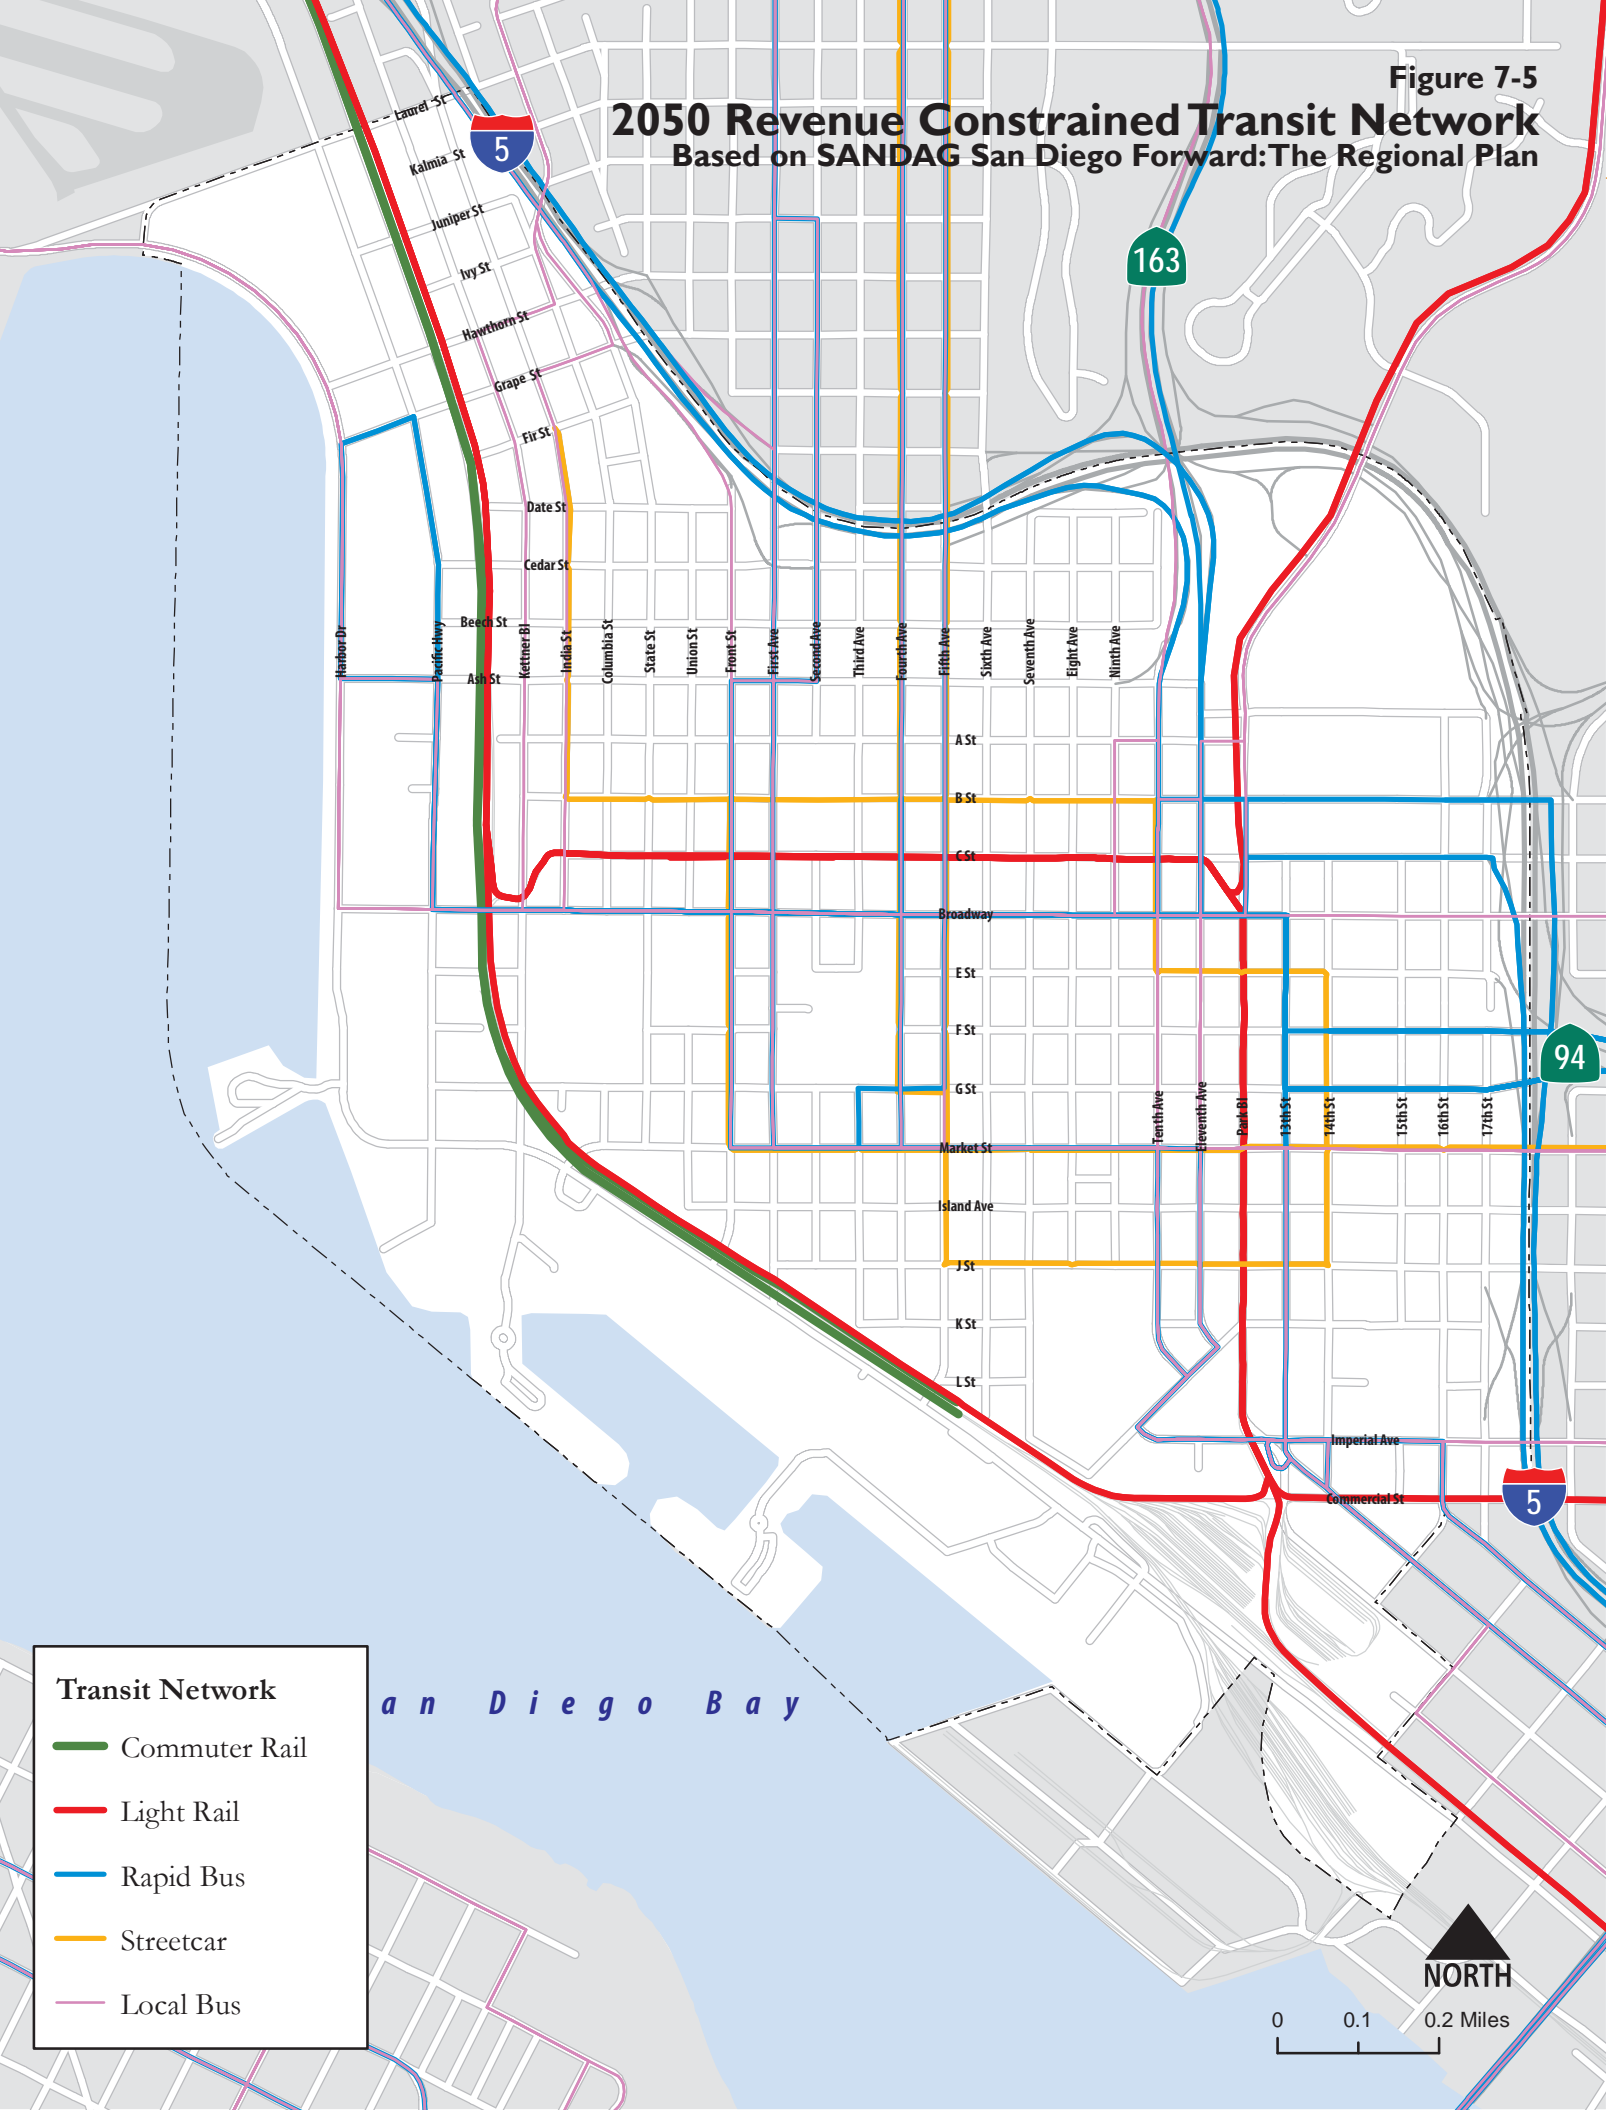 Figure 7-5
2050 Revenue Constrained Transit Network
Based on SANDAG San Diego Forward: The Regional Plan
Laurel St
5
Kalmia St
Juniper St
Ivy St
163
Hawthorn St
Grape St
Fir St
Date St
Cedar St
Beech St
Ash St
Harbor Dr
Pacific Hwy
Kettner Bl
India St
Columbia St
State St
Union St
Front St
First Ave
Second Ave
Third Ave
Fourth Ave
Fifth Ave
Sixth Ave
Seventh Ave
Eight Ave
Ninth Ave
A St
B St
C St
Broadway
E St
F St
94
G St
Tenth Ave
Eleventh Ave
Park Bl
13th St
14th St
15th St
16th St
17th St
Market St
Island Ave
J St
K St
L St
Imperial Ave
Commercial St
5
an Diego Bay
Transit Network
Commuter Rail
Light Rail
Rapid Bus
Streetcar
Local Bus
NORTH
0 0.1 0.2 Miles